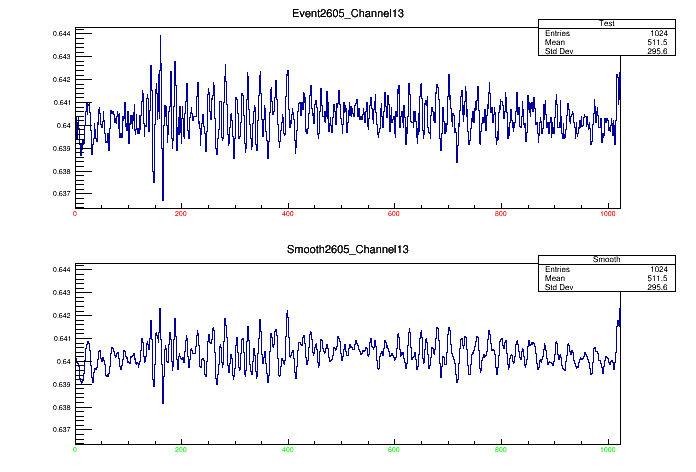 Event2605_Channel13
Test
Entries 1024
Mean 511.5
Std Dev 295.6
0.644
0.643
0.642
0.641
0.64
0.639
0.638
0.637
0 200 400 600 800 1000
Smooth2605_Channel13
Smooth
Entries 1024
Mean 511.5
Std Dev 295.6
0.644
0.643
0.642
0.641
0.64
0.639
0.638
0.637
0 200 400 600 800 1000